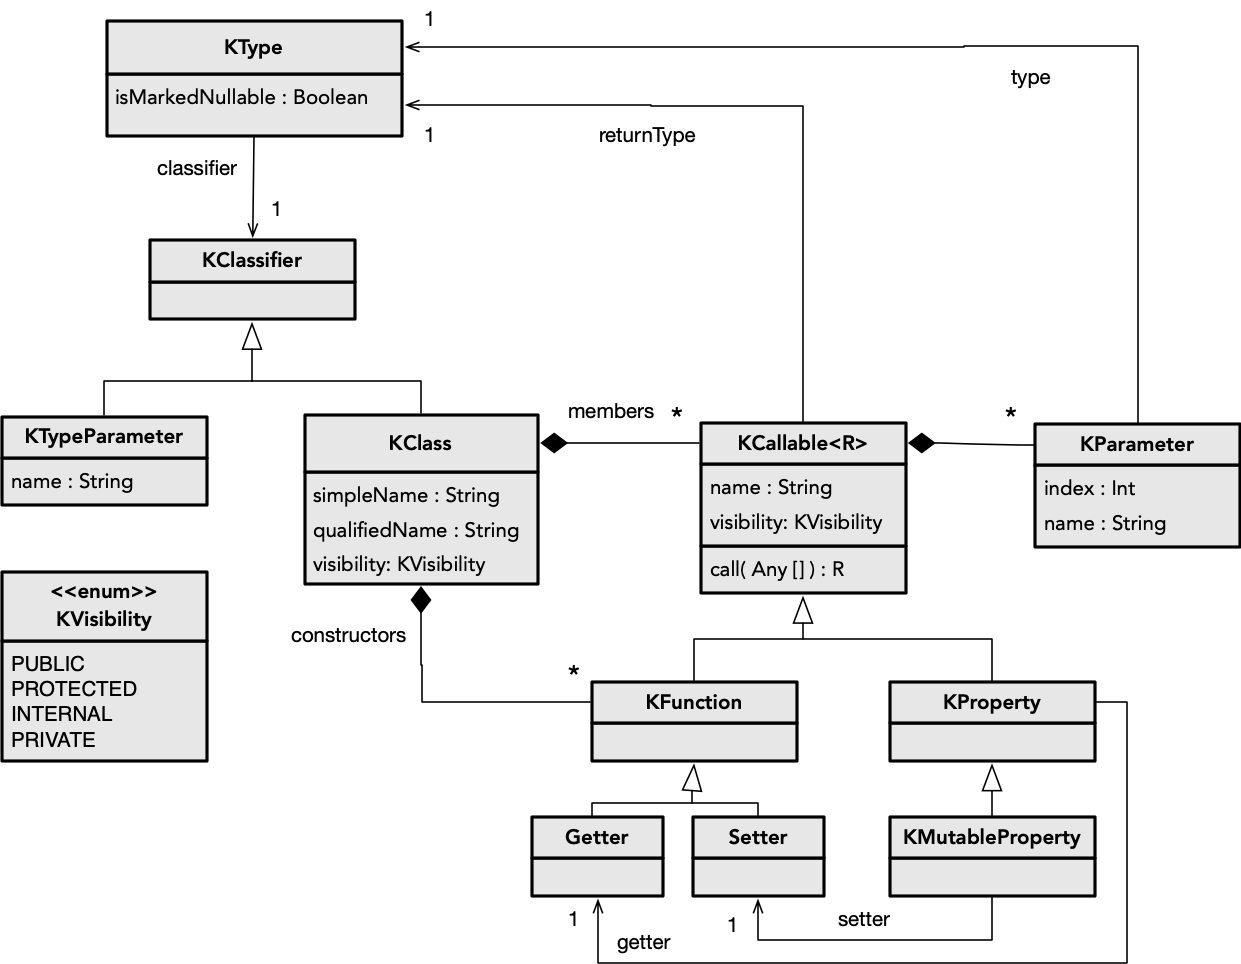 1
KType
type
isMarkedNullable : Boolean
returnType
1
classifier
1
KClassifier
members
*
*
KTypeParameter
name : String
KClass
simpleName : String
qualifiedName : String
visibility: KVisibility
KCallable<R>
name : String
visibility: KVisibility
call( Any [] ) : R
KParameter
index : Int
name : String
<<enum>>
KVisibility
PUBLIC
PROTECTED
INTERNAL
PRIVATE
constructors
*
KFunction
KProperty
Getter
Setter
KMutableProperty
1
getter
1
setter